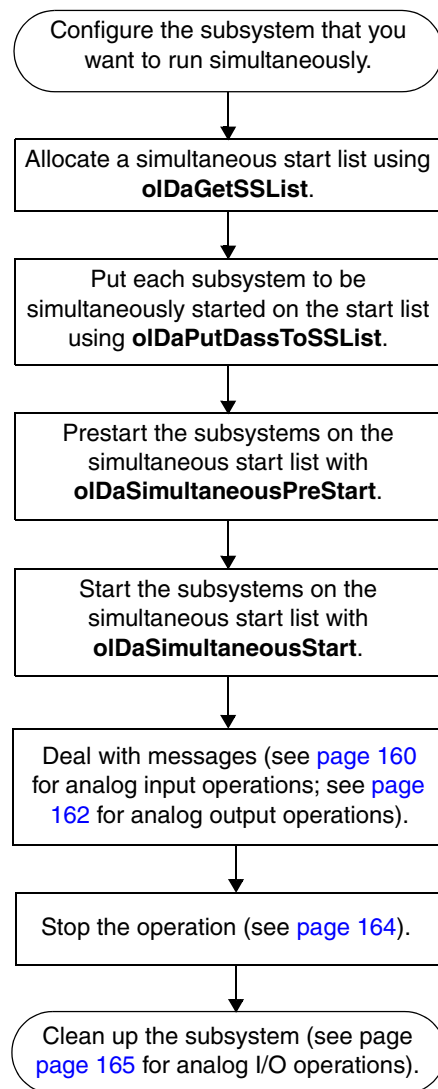 Configure the subsystem that you
want to run simultaneously.
Allocate a simultaneous start list using
olDaGetSSList.
Put each subsystem to be
simultaneously started on the start list
using olDaPutDassToSSList.
Prestart the subsystems on the
simultaneous start list with
olDaSimultaneousPreStart.
Start the subsystems on the
simultaneous start list with
olDaSimultaneousStart.
Deal with messages (see page 160
for analog input operations; see page
162 for analog output operations).
Stop the operation (see page 164).
Clean up the subsystem (see page
page 165 for analog I/O operations).